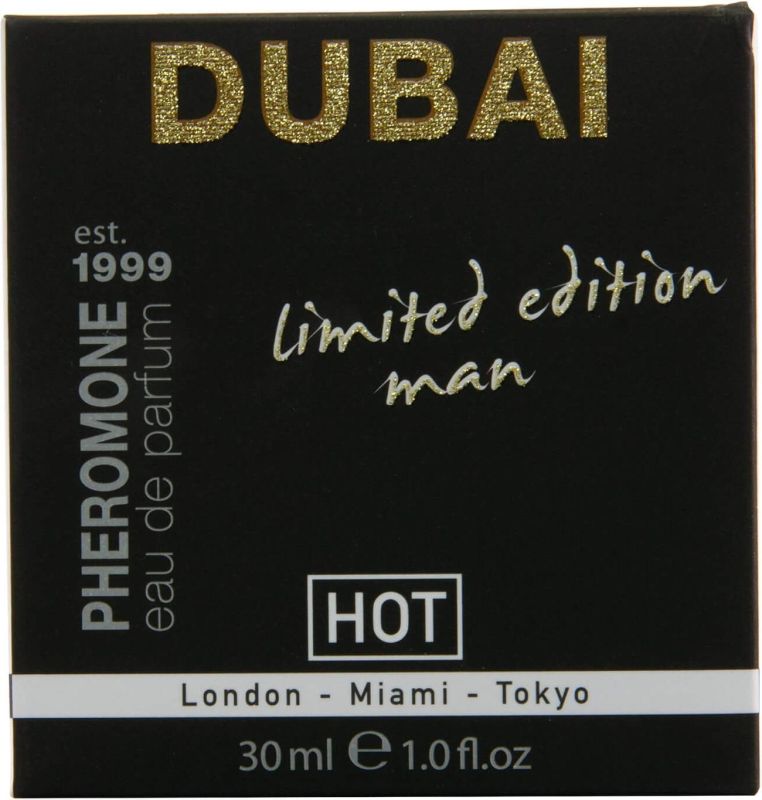 DUBAI
est.
1999
PHEROMONE
eau de parfum
limited edition
man
HOT
London - Miami - Tokyo
30 ml ℮ 1.0 fl.oz